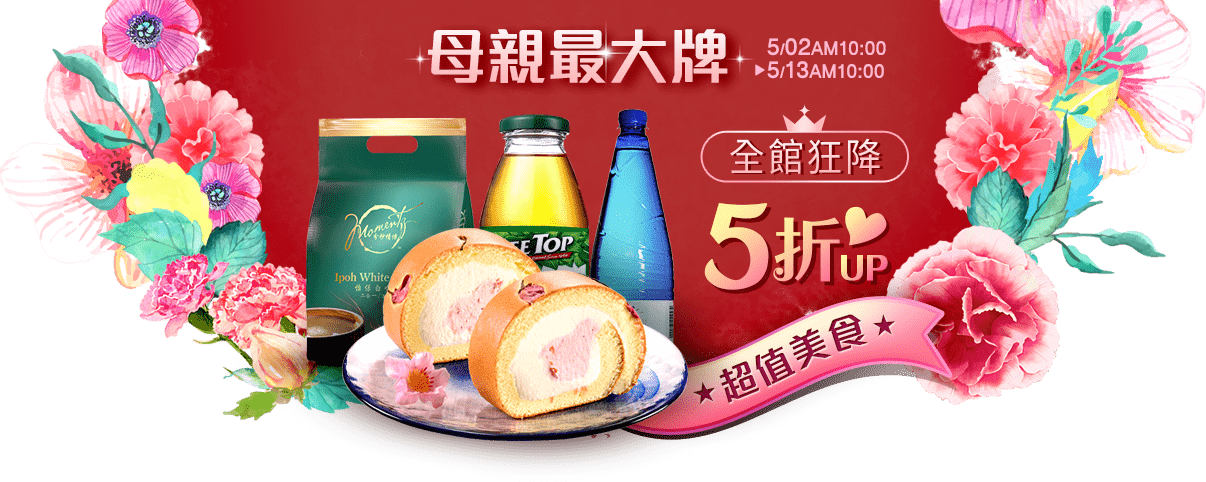 母親最大牌
5/02AM10:00
▶5/13AM10:00
全館狂降
5折UP
★超值美食★
Moments
Ipoh White
TOP